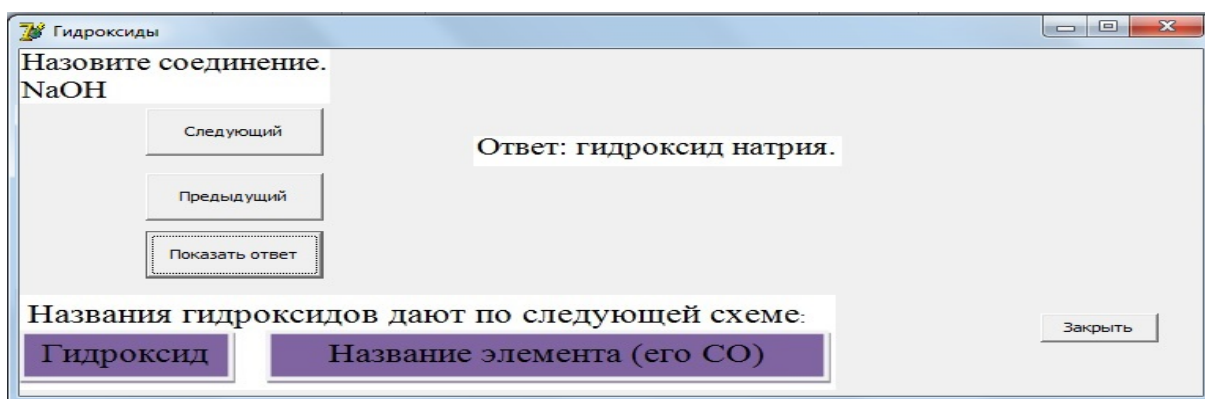 Гидроксиды
Назовите соединение.
NaOH
Следующий
Ответ: гидроксид натрия.
Предыдущий
Показать ответ
Названия гидроксидов дают по следующей схеме:
Закрыть
Гидроксид Название элемента (его СО)